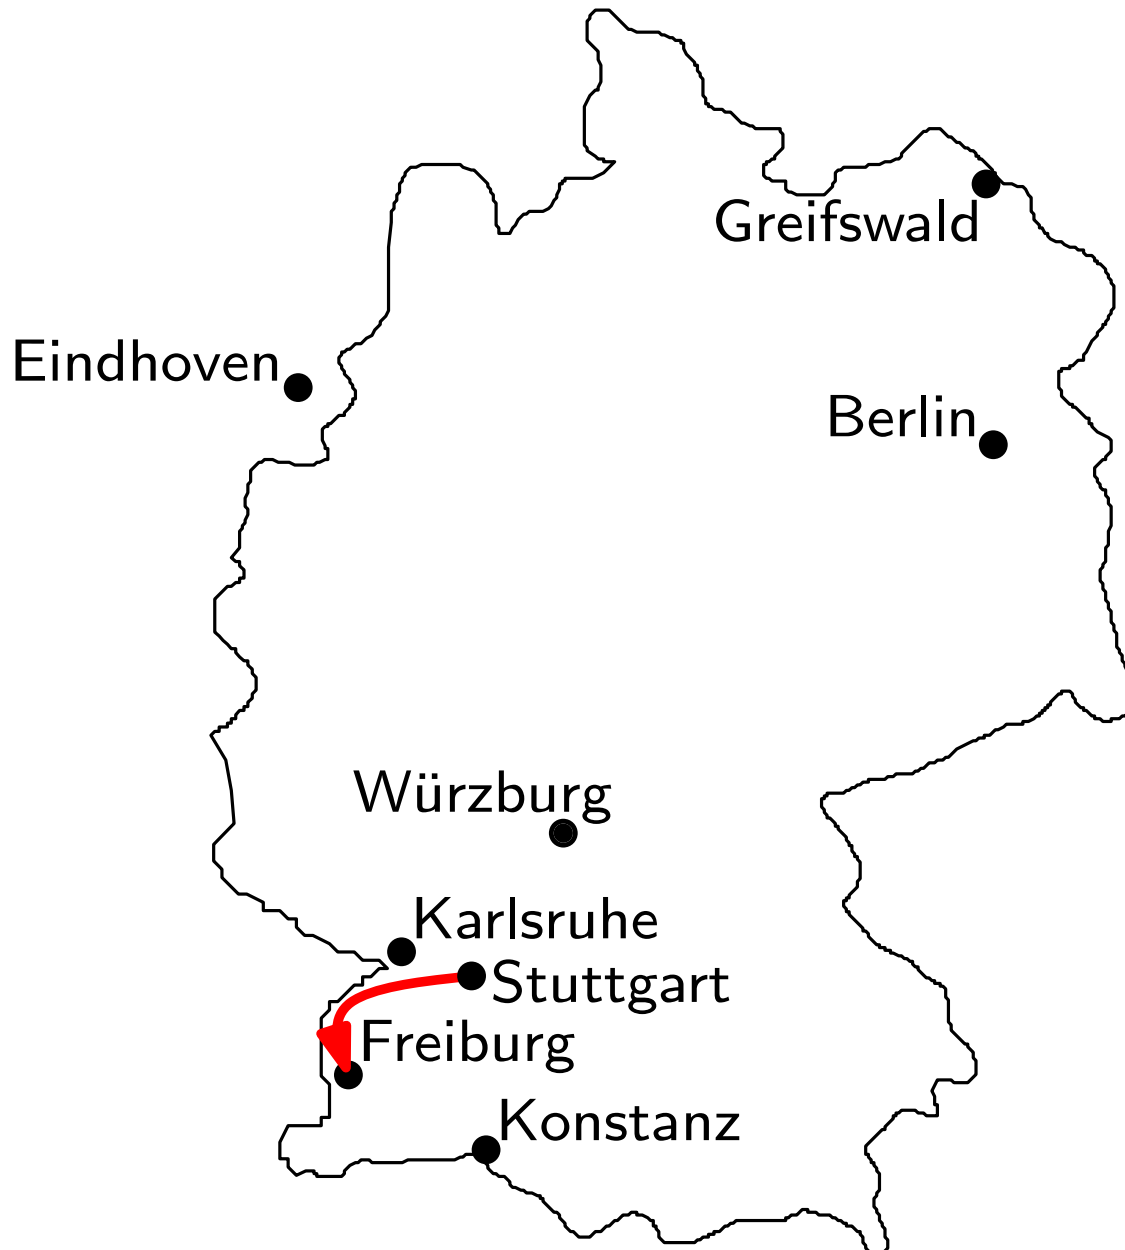 Greifswald
Eindhoven
Berlin
Würzburg
Karlsruhe
Stuttgart
Freiburg
Konstanz